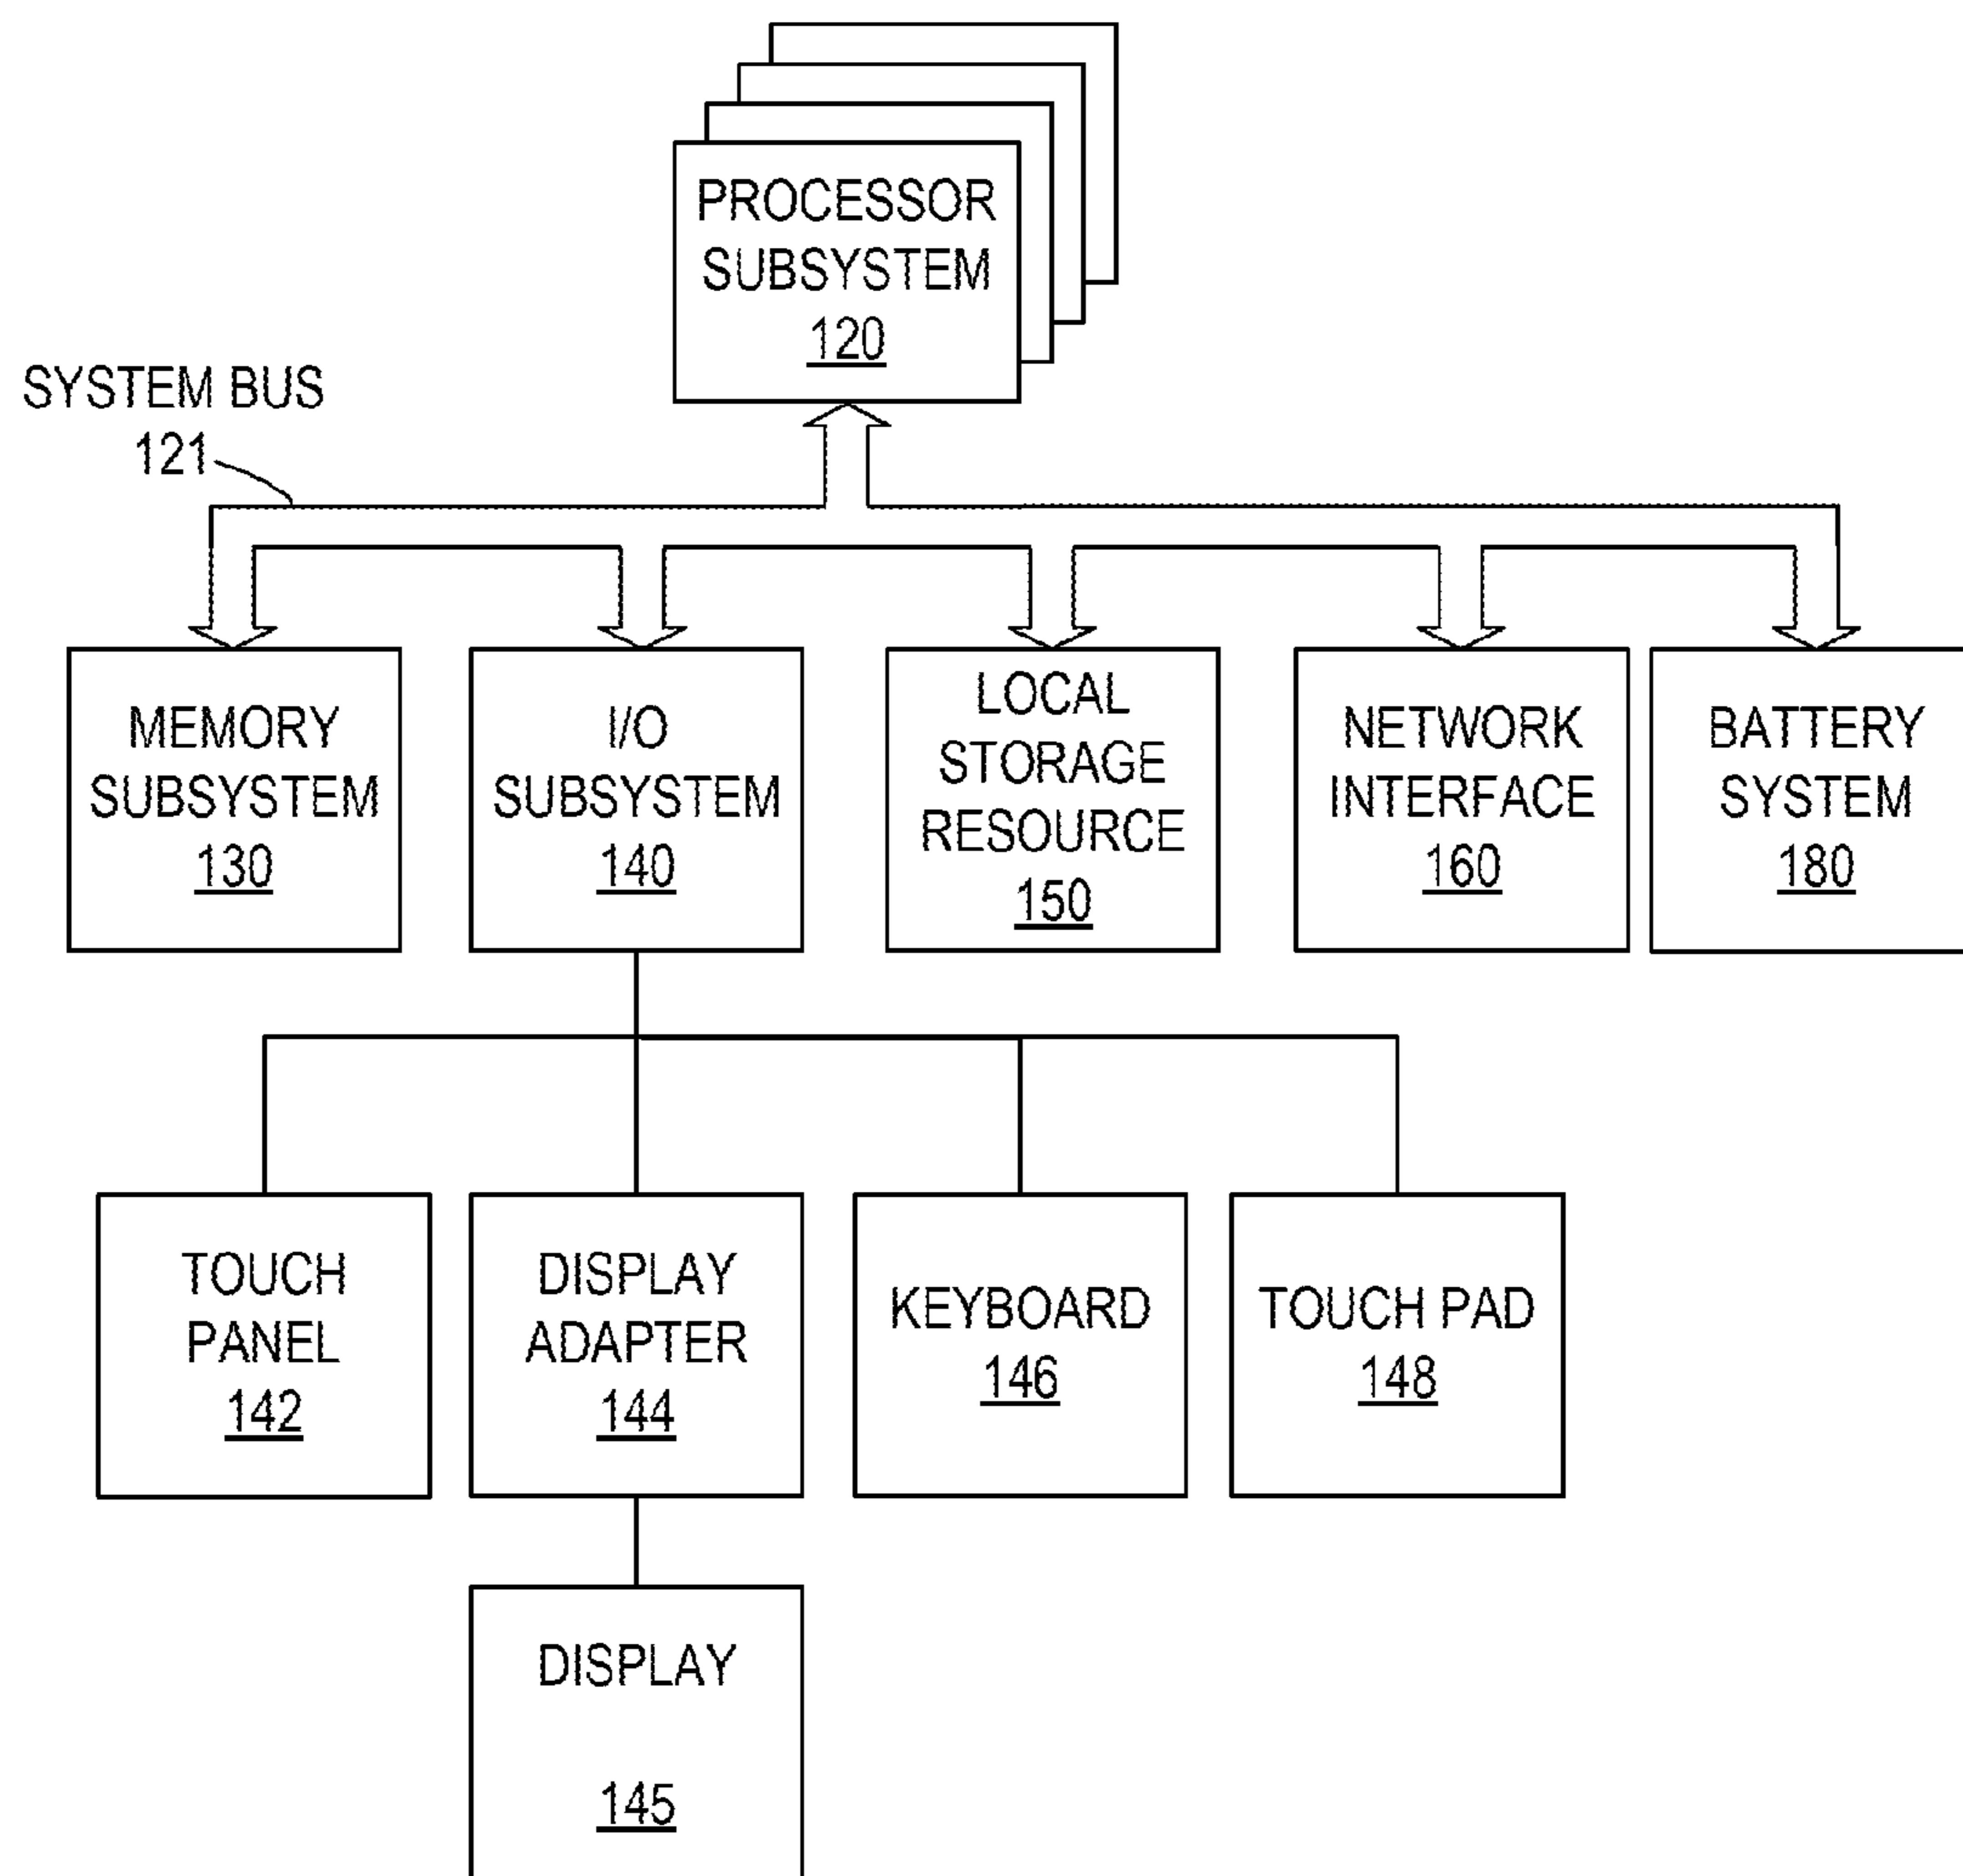 PROCESSOR
SUBSYSTEM
120
SYSTEM BUS
121
MEMORY
SUBSYSTEM
130
I/O
SUBSYSTEM
140
LOCAL
STORAGE
RESOURCE
150
NETWORK
INTERFACE
160
BATTERY
SYSTEM
180
TOUCH
PANEL
142
DISPLAY
ADAPTER
144
KEYBOARD
146
TOUCH PAD
148
DISPLAY
145